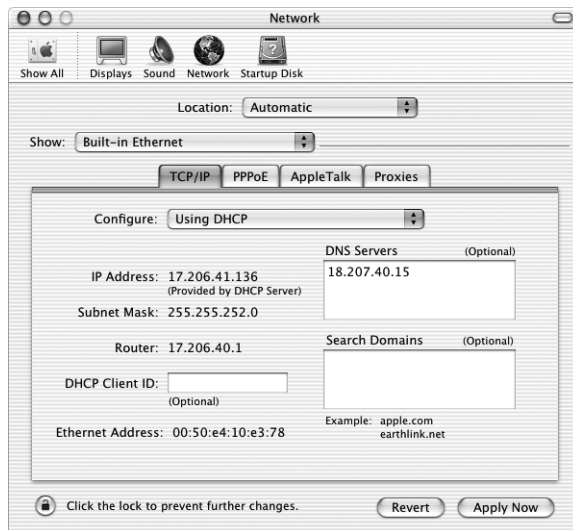 Network
Show All Displays Sound Network Startup Disk
Location: Automatic
Show: Built-in Ethernet
TCP/IP PPPoE AppleTalk Proxies
Configure: Using DHCP
DNS Servers (Optional)
18.207.40.15
IP Address: 17.206.41.136
(Provided by DHCP Server)
Subnet Mask: 255.255.252.0
Router: 17.206.40.1
Search Domains (Optional)
DHCP Client ID:
(Optional)
Example: apple.com
earthlink.net
Ethernet Address: 00:50:e4:10:e3:78
Click the lock to prevent further changes.
Revert Apply Now